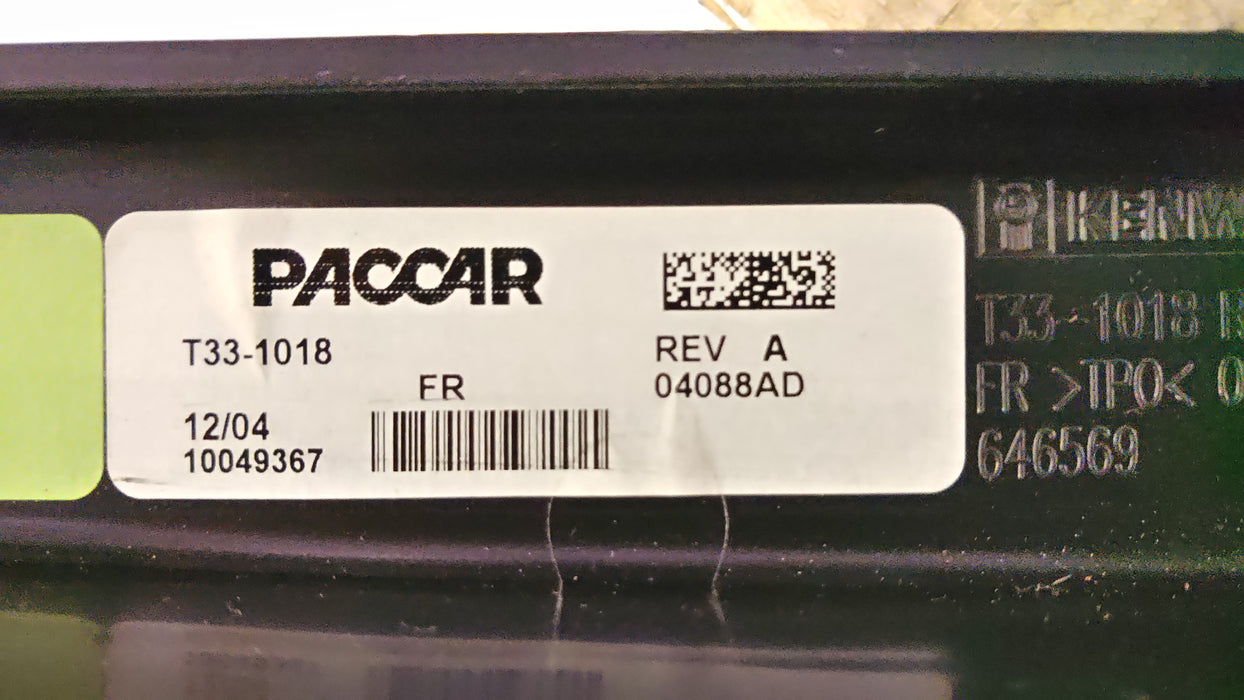 PACCAR
T33-1018
REV A
FR
04088AD
12/04
10049367
T33-1018
FR >TPO<
646569